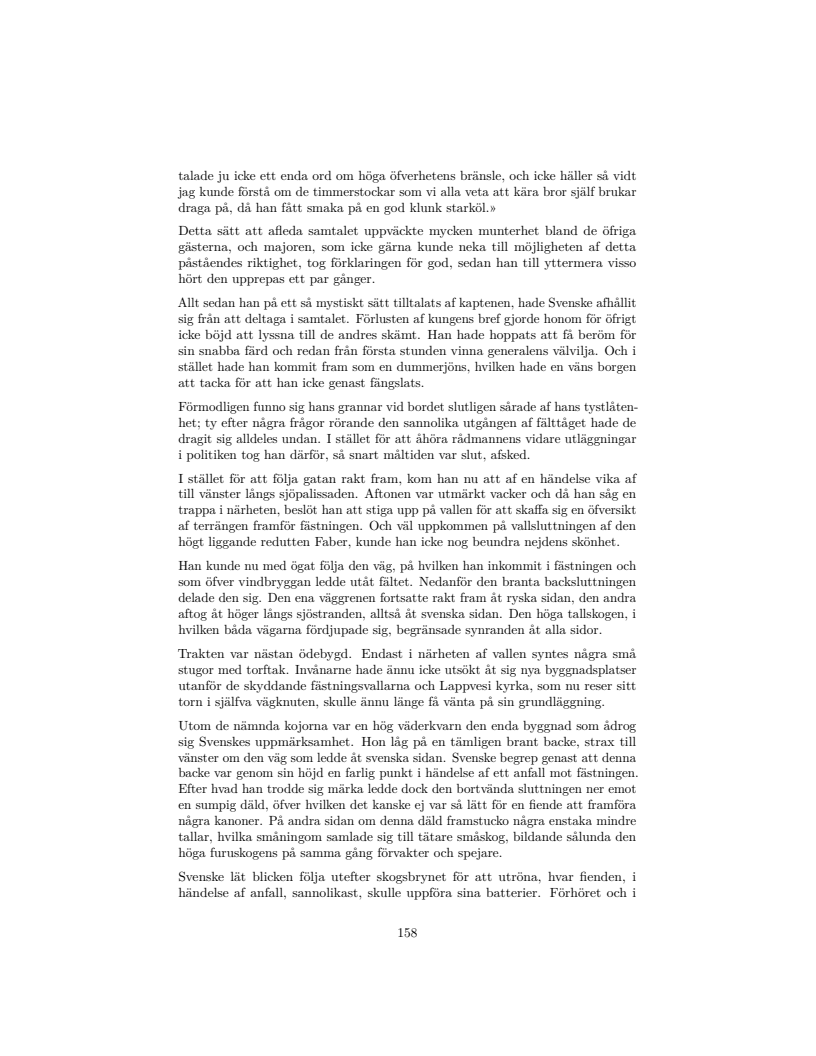 talade ju icke ett enda ord om höga öfverhetens bränsle, och icke häller så vidt
jag kunde förstå om de timmerstockar som vi alla veta att kära bror själf brukar
draga på, då han fått smaka på en god klunk starköl.»
Detta sätt att afleda samtalet uppväckte mycken munterhet bland de öfriga
gästerna, och majoren, som icke gärna kunde neka till möjligheten af detta
påståendes riktighet, tog förklaringen för god, sedan han till yttermera visso
hört den upprepas ett par gånger.
Allt sedan han på ett så mystiskt sätt tilltalats af kaptenen, hade Svenske afhållit
sig från att deltaga i samtalet. Förlusten af kungens bref gjorde honom för öfrigt
icke böjd att lyssna till de andres skämt. Han hade hoppats att få beröm för
sin snabba färd och redan från första stunden vinna generalens välvilja. Och i
stället hade han kommit fram som en dummerjöns, hvilken hade en väns borgen
att tacka för att han icke genast fängslats.
Förmodligen funno sig hans grannar vid bordet slutligen sårade af hans tystlåten-
het; ty efter några frågor rörande den sannolika utgången af fälttåget hade de
dragit sig alldeles undan. I stället för att åhöra rådmannens vidare utläggningar
i politiken tog han därför, så snart måltiden var slut, afsked.
I stället för att följa gatan rakt fram, kom han nu att af en händelse vika af
till vänster långs sjöpalissaden. Aftonen var utmärkt vacker och då han såg en
trappa i närheten, beslöt han att stiga upp på vallen för att skaffa sig en öfversikt
af terrängen framför fästningen. Och väl uppkommen på vallsluttningen af den
högt liggande redutten Faber, kunde han icke nog beundra nejdens skönhet.
Han kunde nu med ögat följa den väg, på hvilken han inkommit i fästningen och
som öfver vindbryggan ledde utåt fältet. Nedanför den branta backsluttningen
delade den sig. Den ena väggrenen fortsatte rakt fram åt ryska sidan, den andra
aftog åt höger långs sjöstranden, alltså åt svenska sidan. Den höga tallskogen, i
hvilken båda vägarna fördjupade sig, begränsade synranden åt alla sidor.
Trakten var nästan ödebygd. Endast i närheten af vallen syntes några små
stugor med torftak. Invånarne hade ännu icke utsökt åt sig nya byggnadsplatser
utanför de skyddande fästningsvallarna och Lappvesi kyrka, som nu reser sitt
torn i själfva vägknuten, skulle ännu länge få vänta på sin grundläggning.
Utom de nämnda kojorna var en hög väderkvarn den enda byggnad som ådrog
sig Svenskes uppmärksamhet. Hon låg på en tämligen brant backe, strax till
vänster om den väg som ledde åt svenska sidan. Svenske begrep genast att denna
backe var genom sin höjd en farlig punkt i händelse af ett anfall mot fästningen.
Efter hvad han trodde sig märka ledde dock den bortvända sluttningen ner emot
en sumpig däld, öfver hvilken det kanske ej var så lätt för en fiende att framföra
några kanoner. På andra sidan om denna däld framstucko några enstaka mindre
tallar, hvilka småningom samlade sig till tätare småskog, bildande sålunda den
höga furuskogens på samma gång förvakter och spejare.
Svenske lät blicken följa utefter skogsbrynet för att utröna, hvar fienden, i
händelse af anfall, sannolikast, skulle uppföra sina batterier. Förhöret och i
158